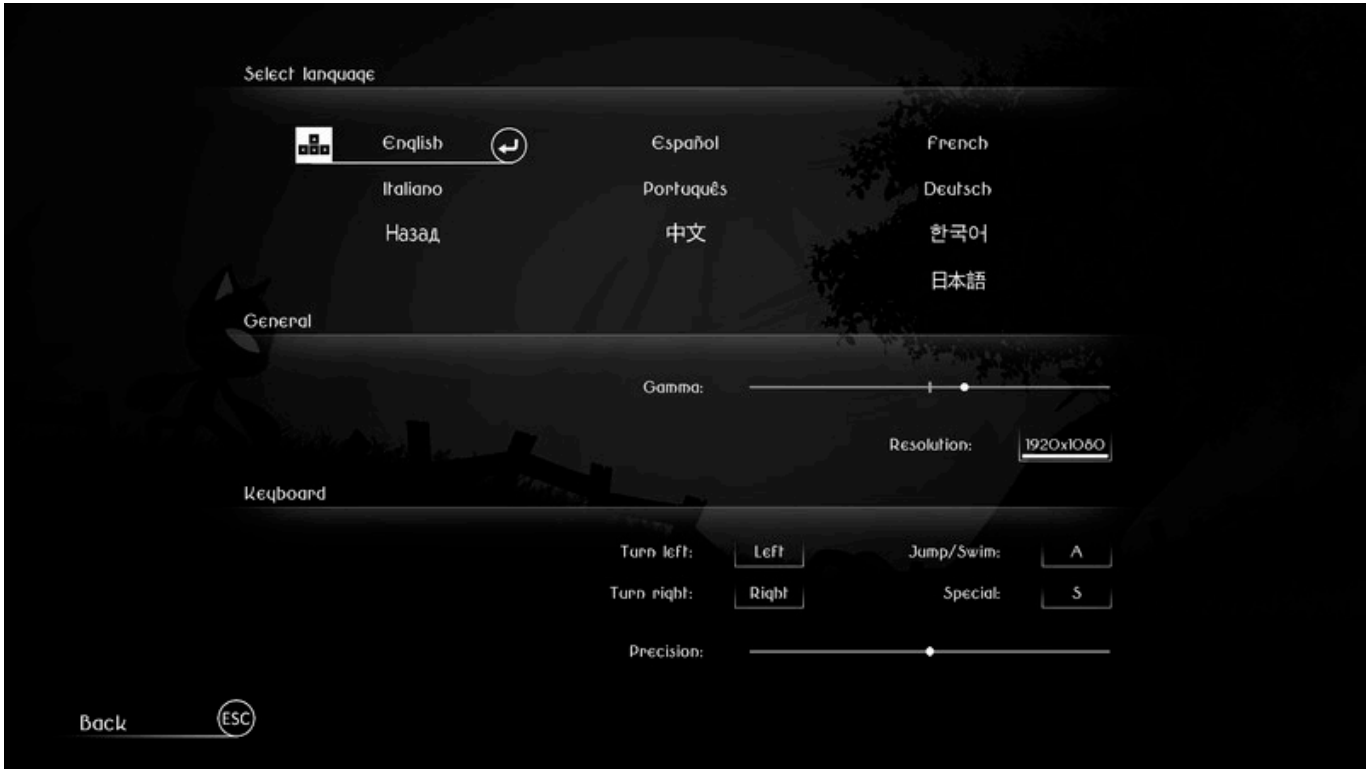 Select language
English Español French
Italiano Português Deutsch
Назад 中文 한국어
日本語
General
Gamma:
Resolution: 1920x1080
Keyboard
Turn left: Left Jump/Swim: A
Turn right: Right Special: S
Precision:
Back ESC